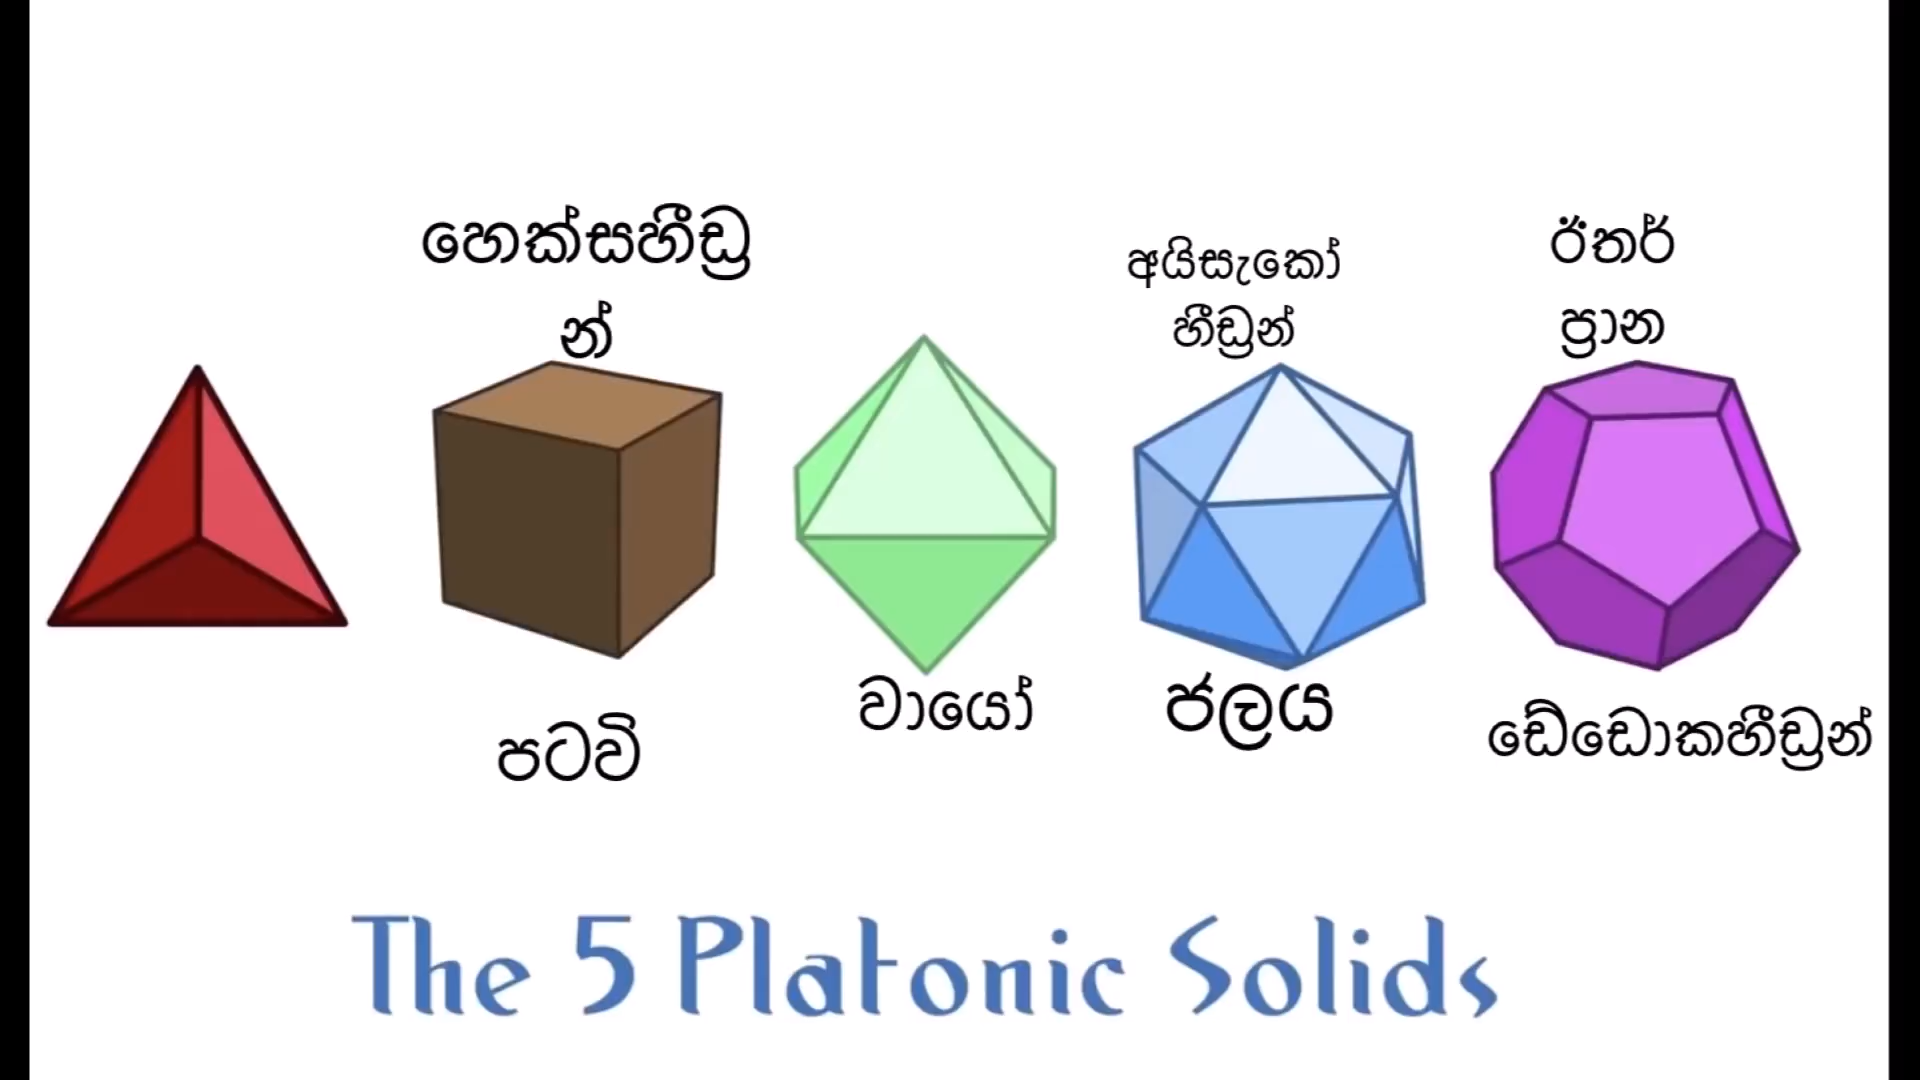 හෙක්සහීඩ්‍ර
න්
පටවි
වායෝ
අයිසැකෝ
හීඩ්‍රන්
ජලය
ඊතර්
ප්‍රාන
ඩේඩොකහීඩ්‍රන්
The 5 Platonic Solids